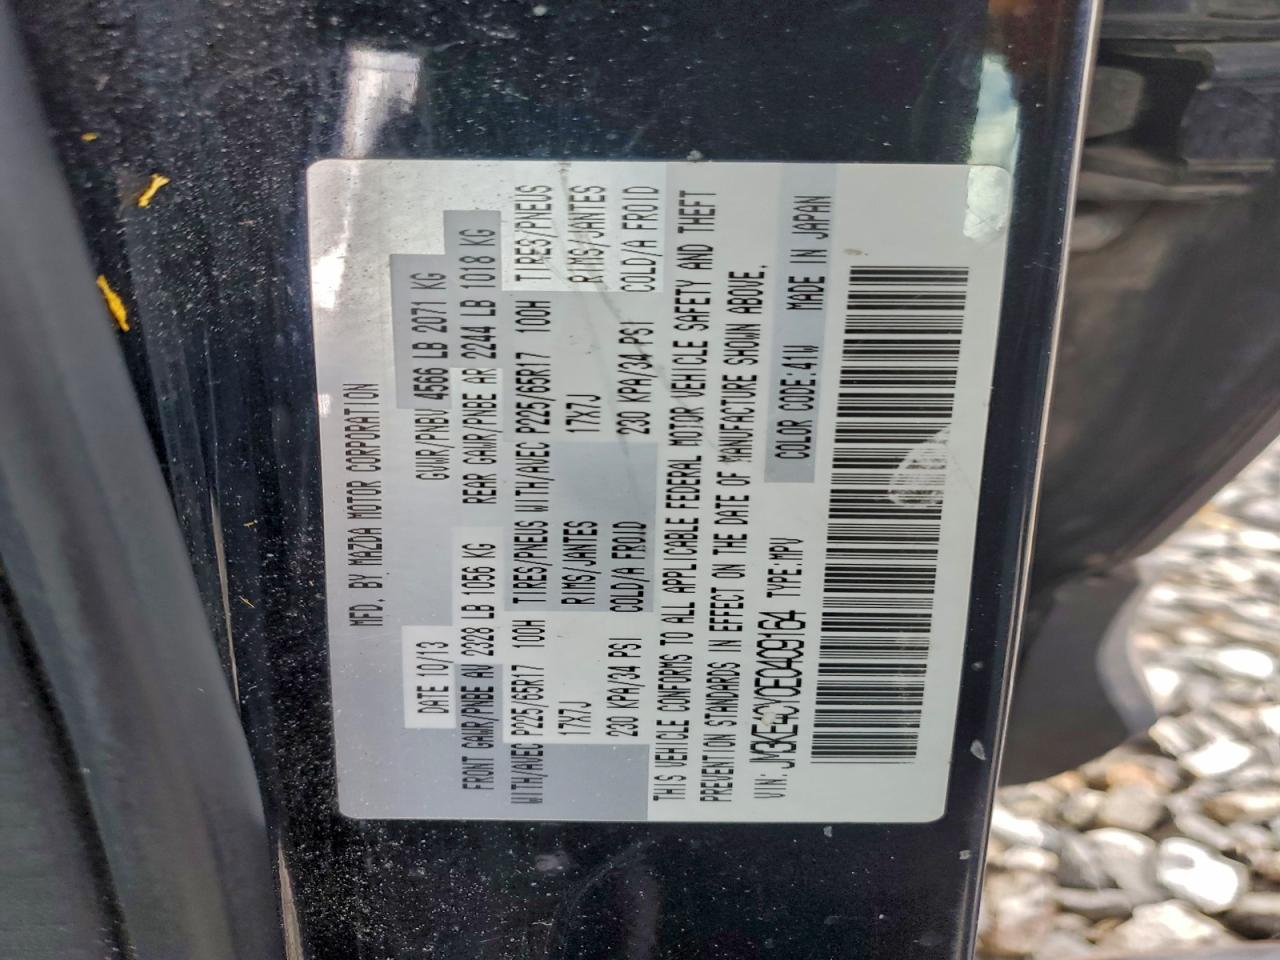 MFD. BY MAZDA MOTOR CORPORATION
DATE 10/13 GVWR/PNBV 4566 LB 2071 KG
FRONT GAWR/PNBE AV 2328 LB 1056 KG REAR GAWR/PNBE AR 2244 LB 1018 KG
WITH/AVEC P225/65R17 100H TIRES/PNEUS WITH/AVEC P225/65R17 100H TIRES/PNEUS
17X7J RIMS/JANTES 17X7J RIMS/JANTES
230 KPA/34 PSI COLD/A FROID 230 KPA/34 PSI COLD/A FROID
THIS VEHICLE CONFORMS TO ALL APPLICABLE FEDERAL MOTOR VEHICLE SAFETY AND THEFT
PREVENTION STANDARDS IN EFFECT ON THE DATE OF MANUFACTURE SHOWN ABOVE.
VIN: JM3KE4CY0E0409164 TYPE:MPV COLOR CODE:41W MADE IN JAPAN